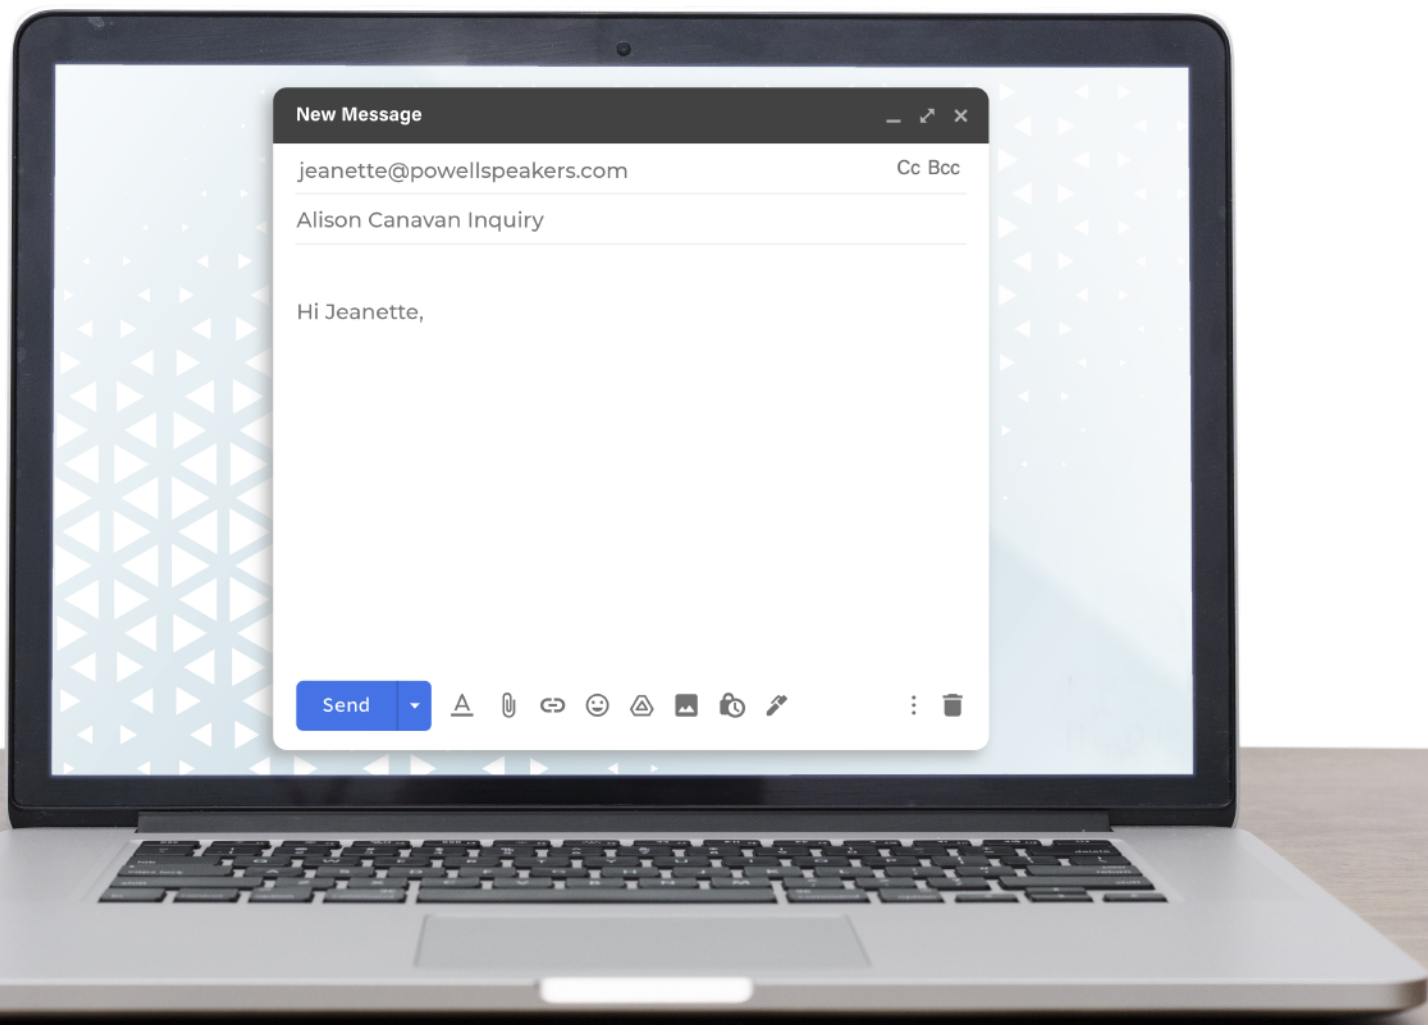 New Message
jeanette@powellspeakers.com Cc Bcc
Alison Canavan Inquiry
Hi Jeanette,
Send